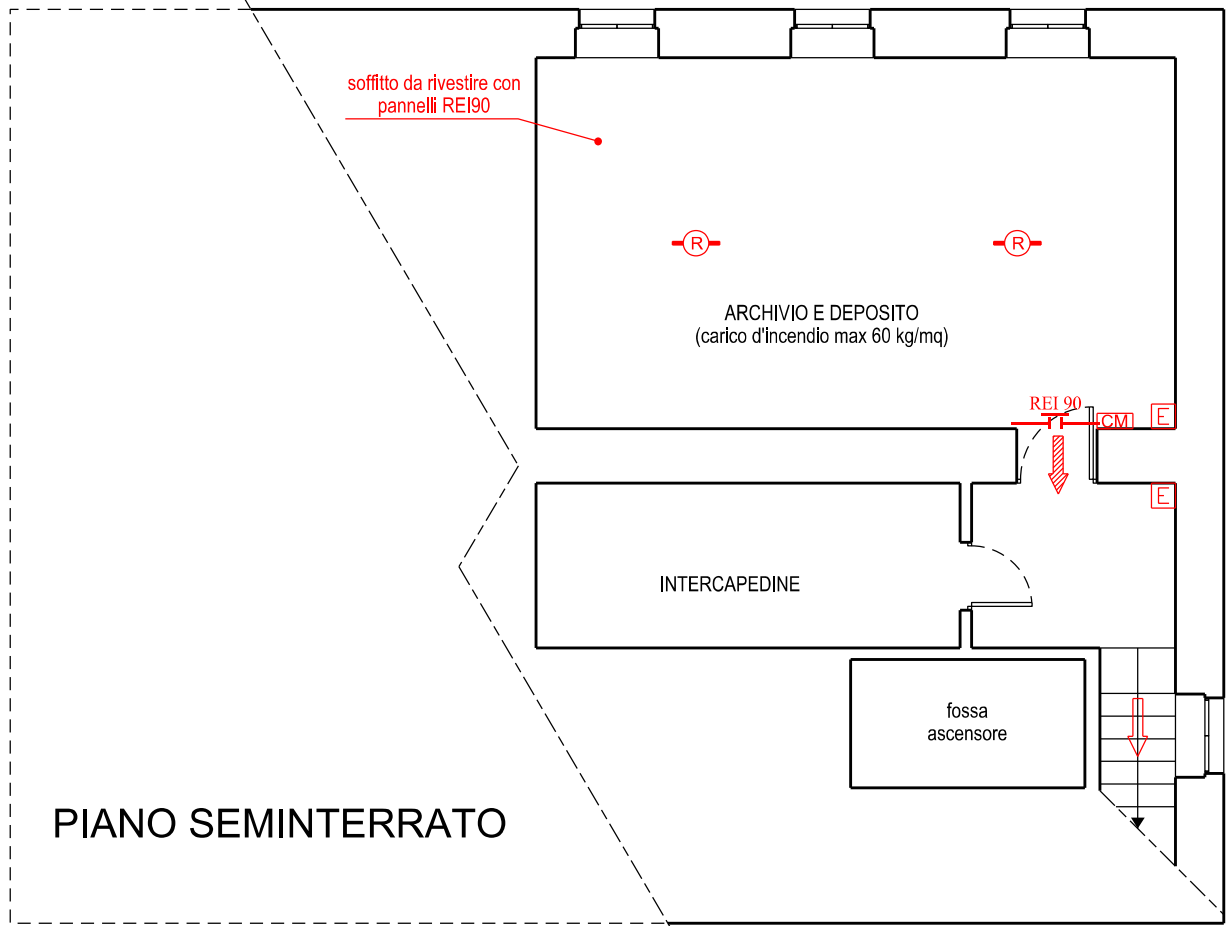 soffitto da rivestire con
pannelli REI90
R
R
ARCHIVIO E DEPOSITO
(carico d'incendio max 60 kg/mq)
REI 90
CM
E
E
INTERCAPEDINE
fossa
ascensore
PIANO SEMINTERRATO